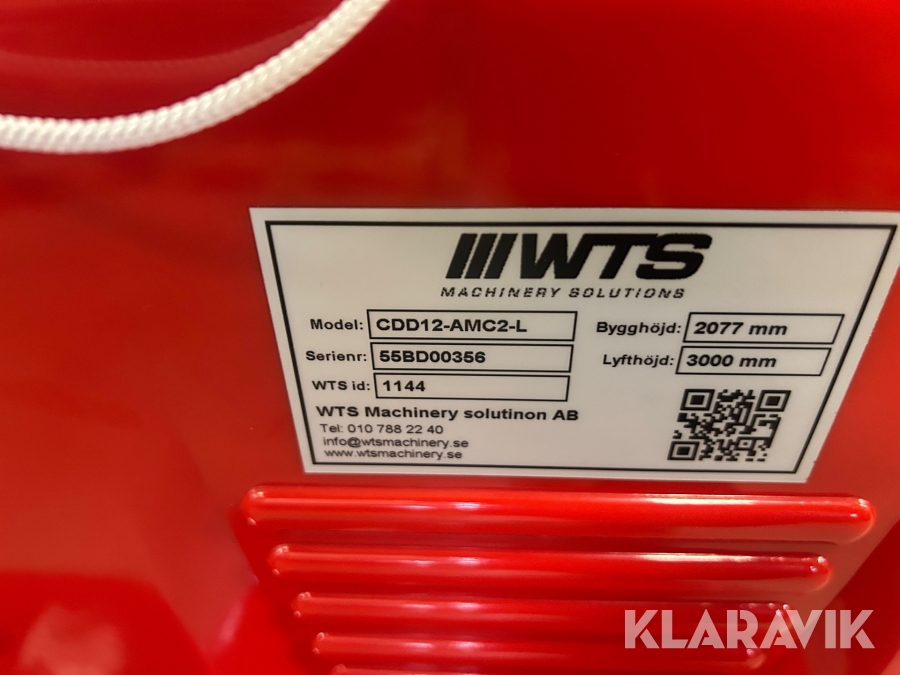 WTS
MACHINERY SOLUTIONS
Model: CDD12-AMC2-L
Serienr: 55BD00356
WTS id: 1144
Bygghöjd: 2077 mm
Lyfthöjd: 3000 mm
WTS Machinery solutinon AB
Tel: 010 788 22 40
info@wtsmachinery.se
www.wtsmachinery.se
KLARAVIK